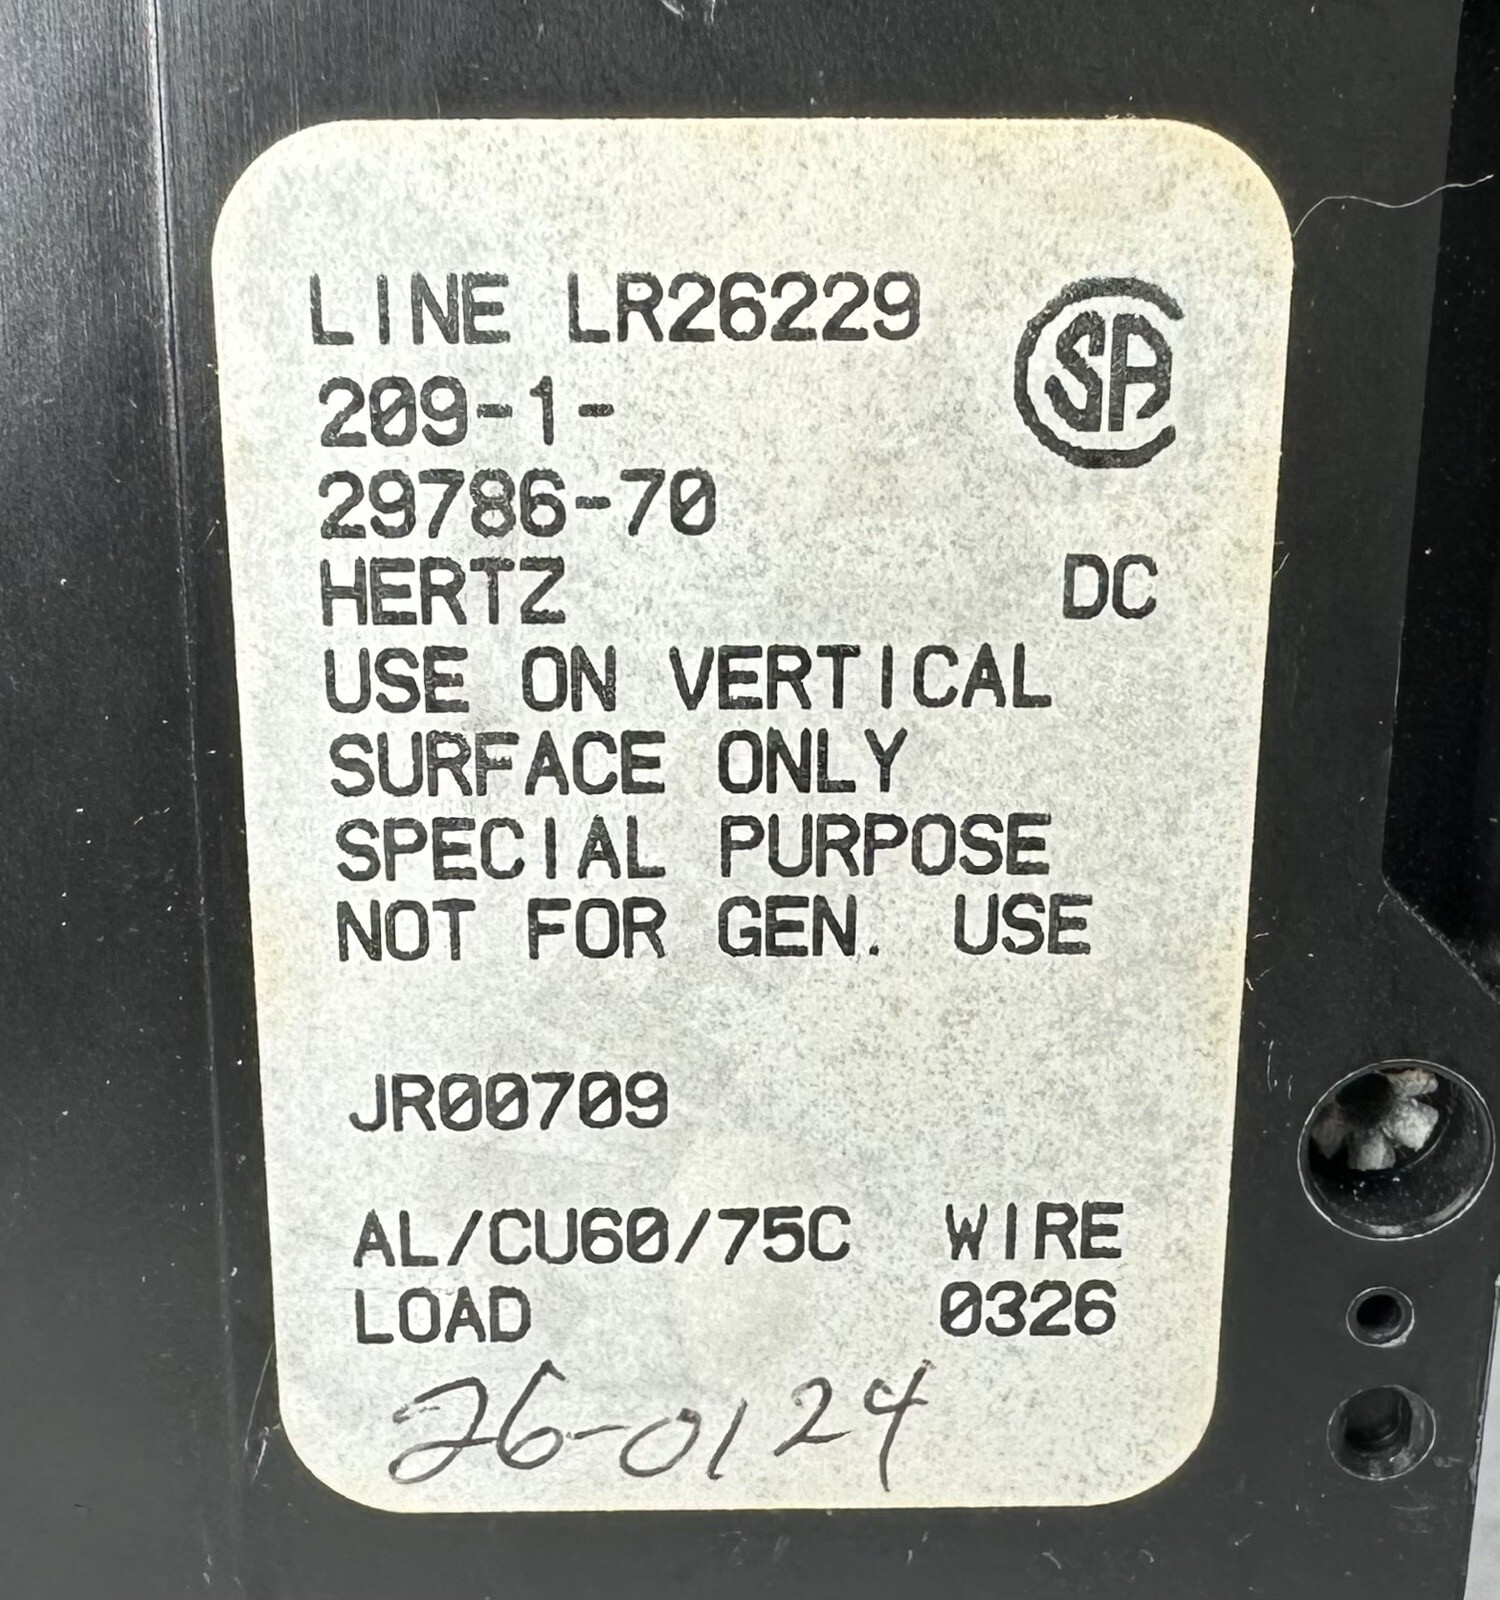 LINE LR26229
SA
209-1-
29786-70
HERTZ DC
USE ON VERTICAL
SURFACE ONLY
SPECIAL PURPOSE
NOT FOR GEN. USE
JR00709
AL/CU60/75C WIRE
LOAD 0326
26-0124